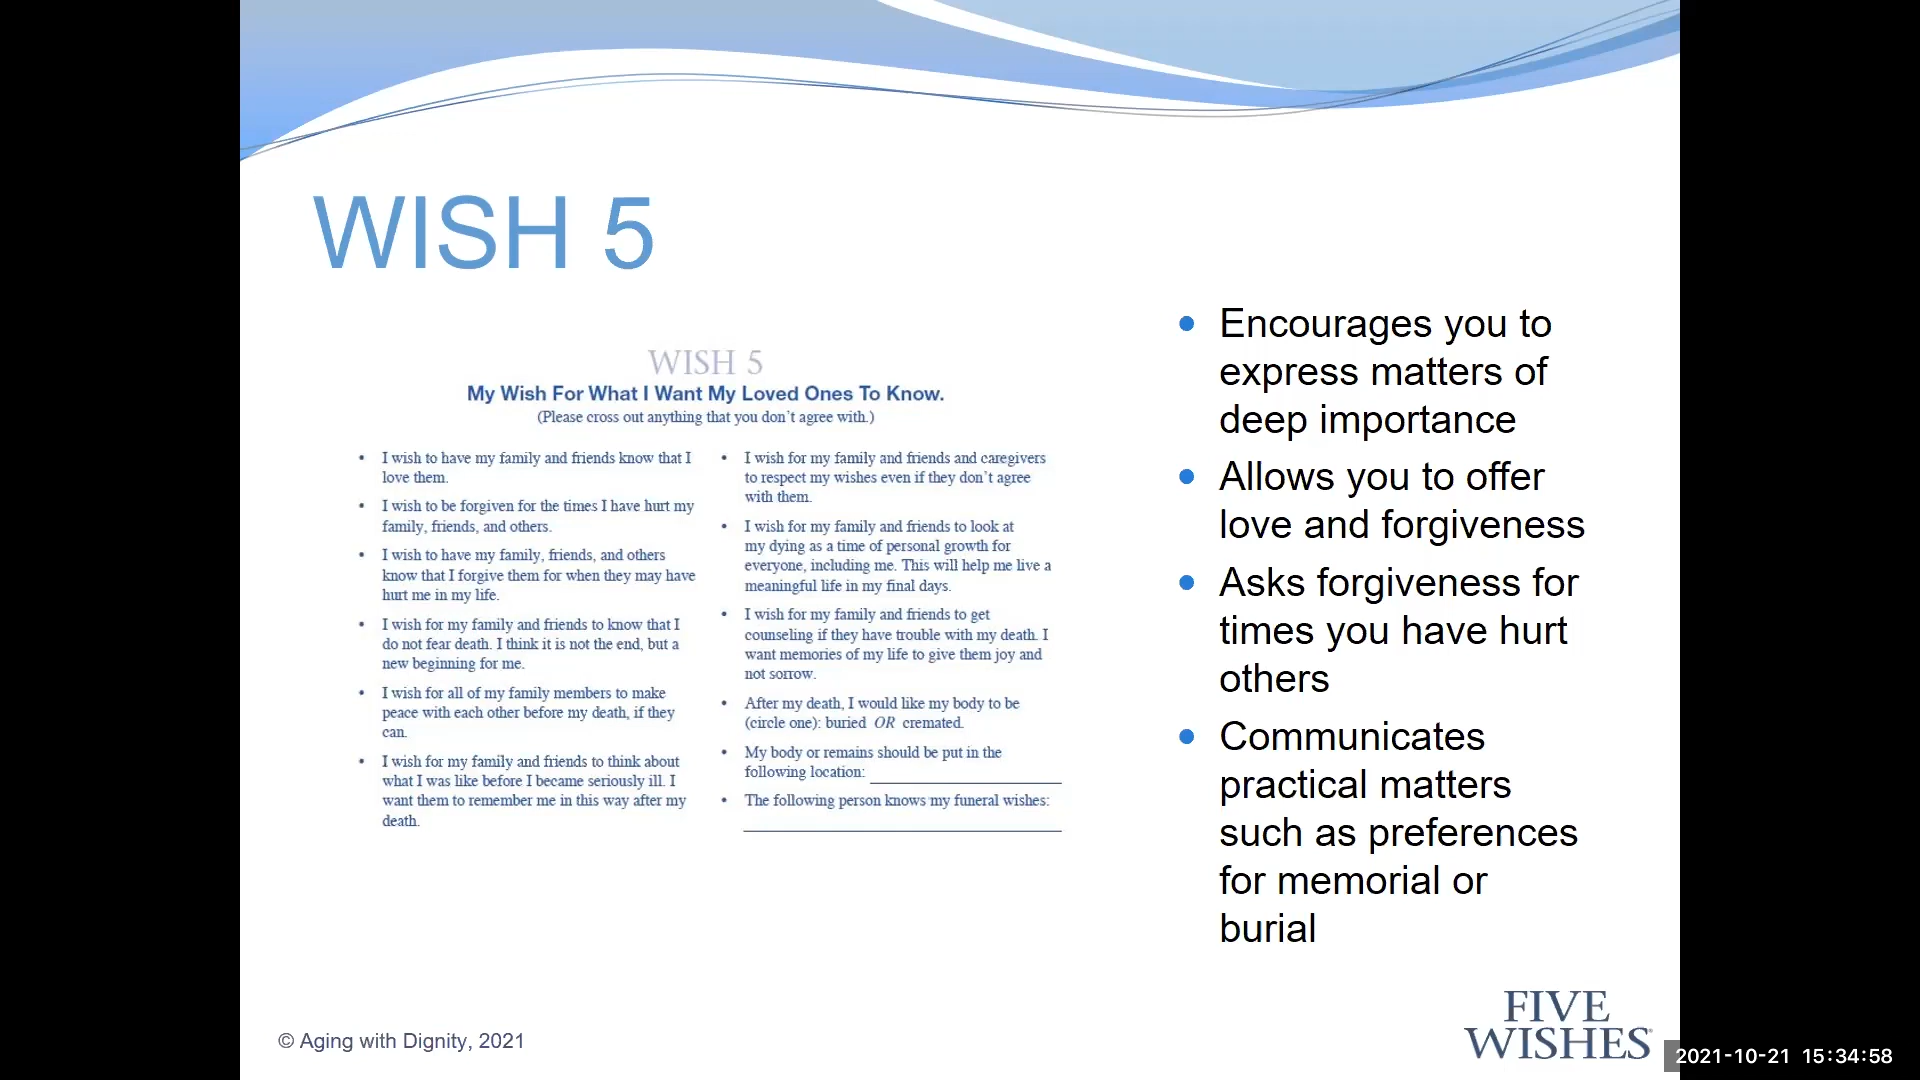 WISH 5
WISH 5
My Wish For What I Want My Loved Ones To Know.
(Please cross out anything that you don't agree with.)
• I wish to have my family and friends know that I
love them.
• I wish to be forgiven for the times I have hurt my
family, friends, and others.
• I wish to have my family, friends, and others
know that I forgive them for when they may have
hurt me in my life.
• I wish for my family and friends to know that I
do not fear death. I think it is not the end, but a
new beginning for me.
• I wish for all of my family members to make
peace with each other before my death, if they
can.
• I wish for my family and friends to think about
what I was like before I became seriously ill. I
want them to remember me in this way after my
death.
• I wish for my family and friends and caregivers
to respect my wishes even if they don't agree
with them.
• I wish for my family and friends to look at
my dying as a time of personal growth for
everyone, including me. This will help me live a
meaningful life in my final days.
• I wish for my family and friends to get
counseling if they have trouble with my death. I
want memories of my life to give them joy and
not sorrow.
• After my death, I would like my body to be
(circle one): buried OR cremated.
• My body or remains should be put in the
following location:
• The following person knows my funeral wishes:
• Encourages you to
express matters of
deep importance
• Allows you to offer
love and forgiveness
• Asks forgiveness for
times you have hurt
others
• Communicates
practical matters
such as preferences
for memorial or
burial
© Aging with Dignity, 2021
FIVE
WISHES®
2021-10-21 15:34:58